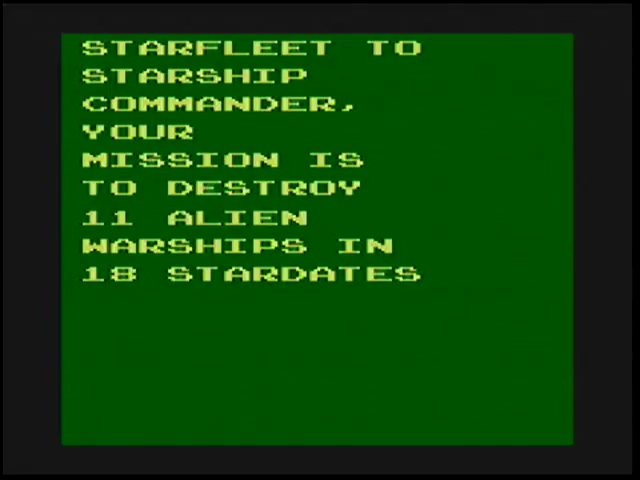 STARFLEET TO
STARSHIP
COMMANDER,
YOUR
MISSION IS
TO DESTROY
11 ALIEN
WARSHIPS IN
18 STARDATES